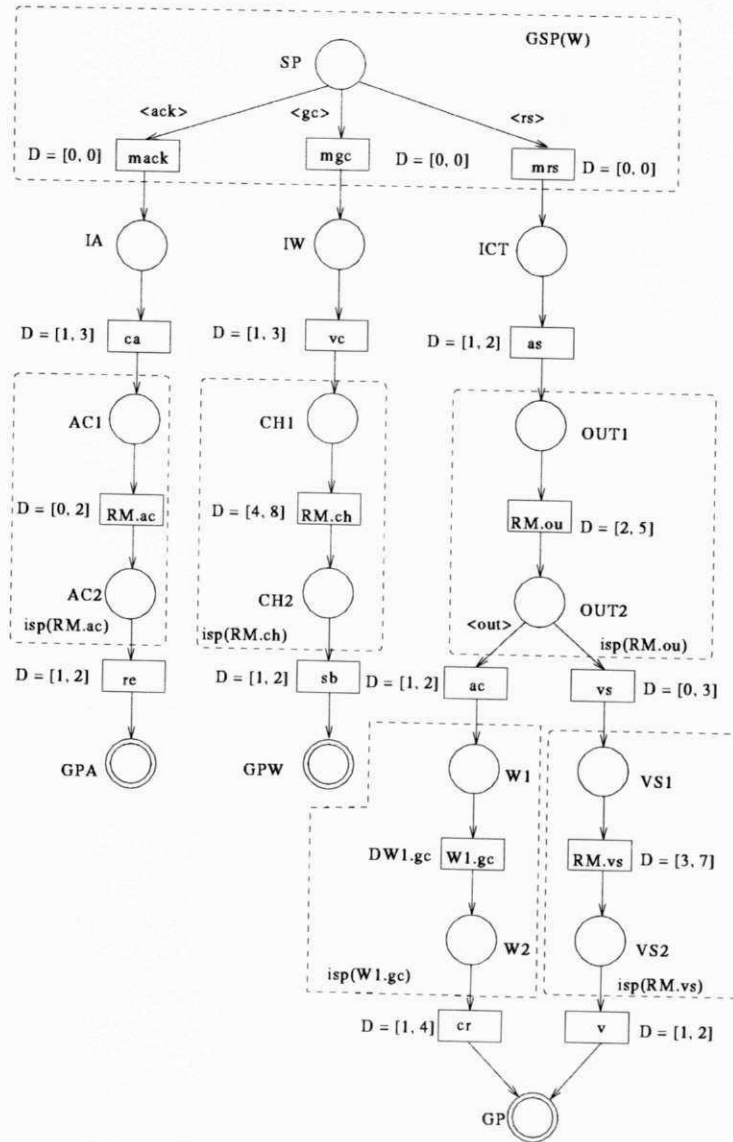 GSP(W)
SP
<ack>
<gc>
<rs>
D = [0, 0]
mack
mgc
D = [0, 0]
mrs
D = [0, 0]
IA
IW
ICT
D = [1, 3]
ca
D = [1, 3]
vc
D = [1, 2]
as
AC1
CH1
OUT1
D = [0, 2]
RM.ac
D = [4, 8]
RM.ch
RM.ou
D = [2, 5]
AC2
CH2
OUT2
isp(RM.ac)
isp(RM.ch)
<out>
isp(RM.ou)
D = [1, 2]
re
D = [1, 2]
sb
D = [1, 2]
ac
vs
D = [0, 3]
GPA
GPW
W1
VS1
DW1.gc
W1.gc
RM.vs
D = [3, 7]
W2
VS2
isp(W1.gc)
isp(RM.vs)
D = [1, 4]
cr
v
D = [1, 2]
GP